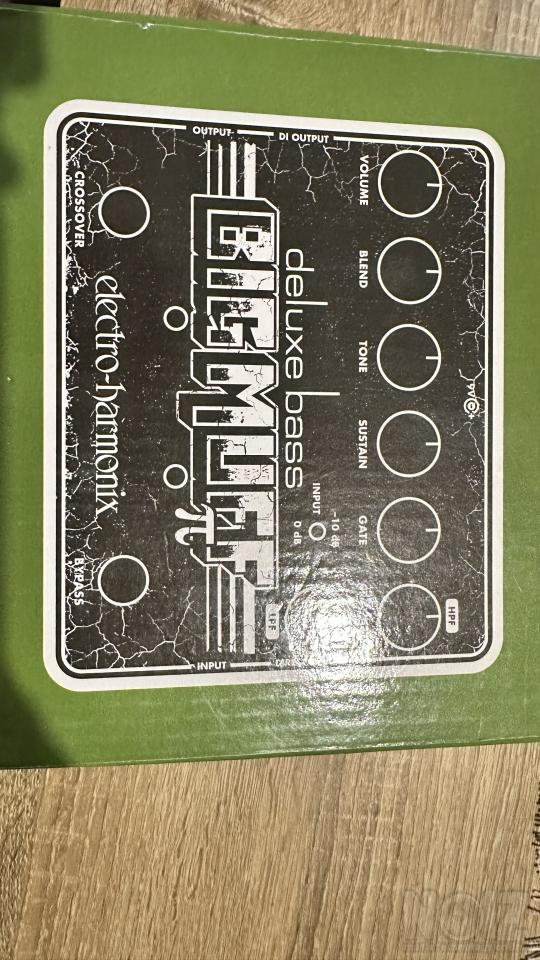 VOLUME
BLEND
TONE
SUSTAIN
GATE
HPF
9V
INPUT
-10 dB
0 dB
LPF
OUTPUT
DI OUTPUT
deluxe bass
BIG MUFF
π
INPUT
CROSSOVER
electro-harmonix
BYPASS